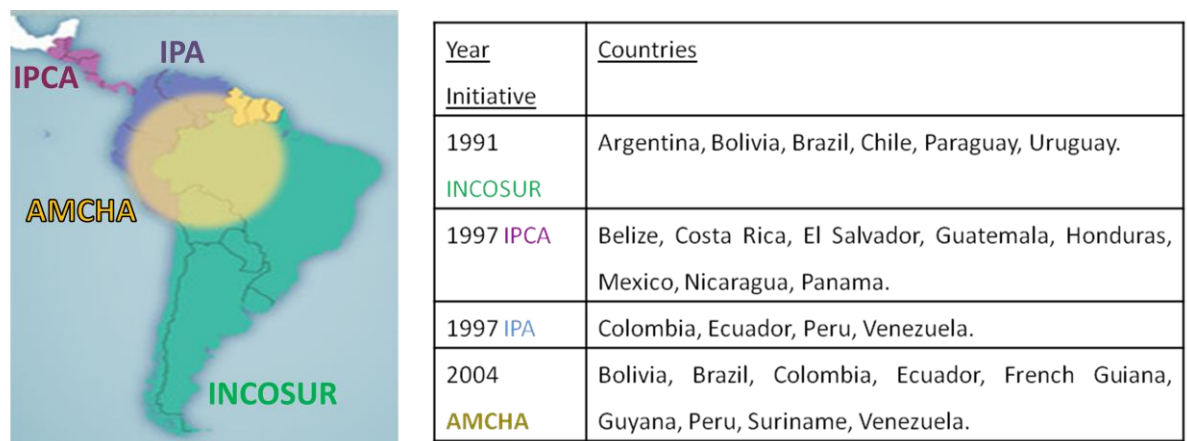 IPA
IPCA
AMCHA
INCOSUR
Year
Initiative
Countries
1991
INCOSUR
Argentina, Bolivia, Brazil, Chile, Paraguay, Uruguay.
1997 IPCA
Belize, Costa Rica, El Salvador, Guatemala, Honduras,
Mexico, Nicaragua, Panama.
1997 IPA
Colombia, Ecuador, Peru, Venezuela.
2004
AMCHA
Bolivia, Brazil, Colombia, Ecuador, French Guiana,
Guyana, Peru, Suriname, Venezuela.